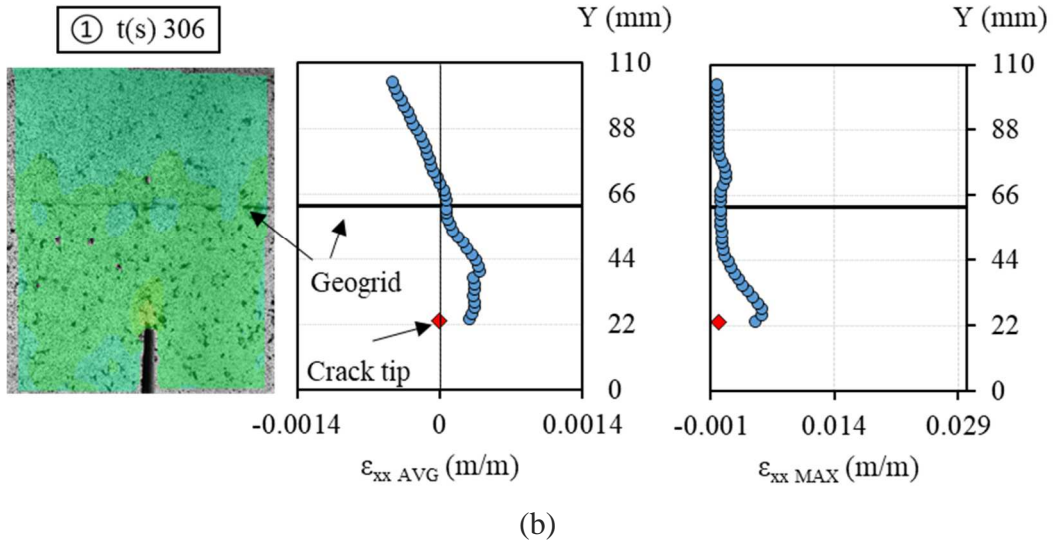 ① t(s) 306
Y (mm)
110
88
66
44
22
0
Geogrid
Crack tip
-0.0014 0 0.0014
εxx AVG (m/m)
Y (mm)
110
88
66
44
22
0
-0.001 0.014 0.029
εxx MAX (m/m)
(b)